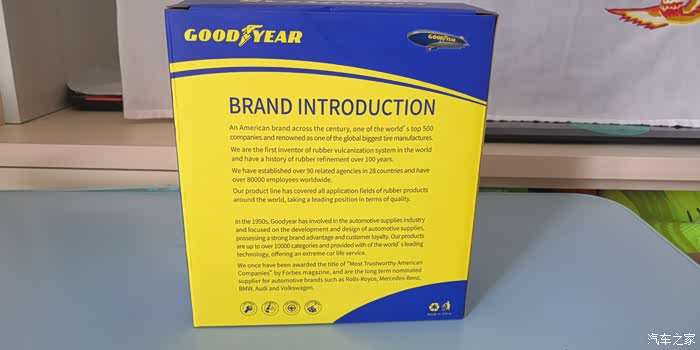 GOODYEAR
GOODYEAR
BRAND INTRODUCTION
An American brand across the century, one of the world's top 500
companies and renowned as one of the global biggest tire manufactures.
We are the first inventor of rubber vulcanization system in the world
and have a history of rubber refinement over 100 years.
We have established over 90 related agencies in 28 countries and have
over 80000 employees worldwide.
Our product line has covered all application fields of rubber products
around the world, taking a leading position in terms of quality.
In the 1950s, Goodyear has involved in the automotive supplies industry
and focused on the development and design of automotive supplies,
possessing a strong brand advantage and customer loyalty. Our products
are up to over 10000 categories and provided with of the world's leading
technology, offering an extreme car life service.
We once have been awarded the title of "Most Trustworthy American
Companies" by Forbes magazine, and are the long term nominated
supplier for automotive brands such as Rolls-Royce, Mercedes-Benz,
BMW, Audi and Volkswagen.
Made in China
汽车之家